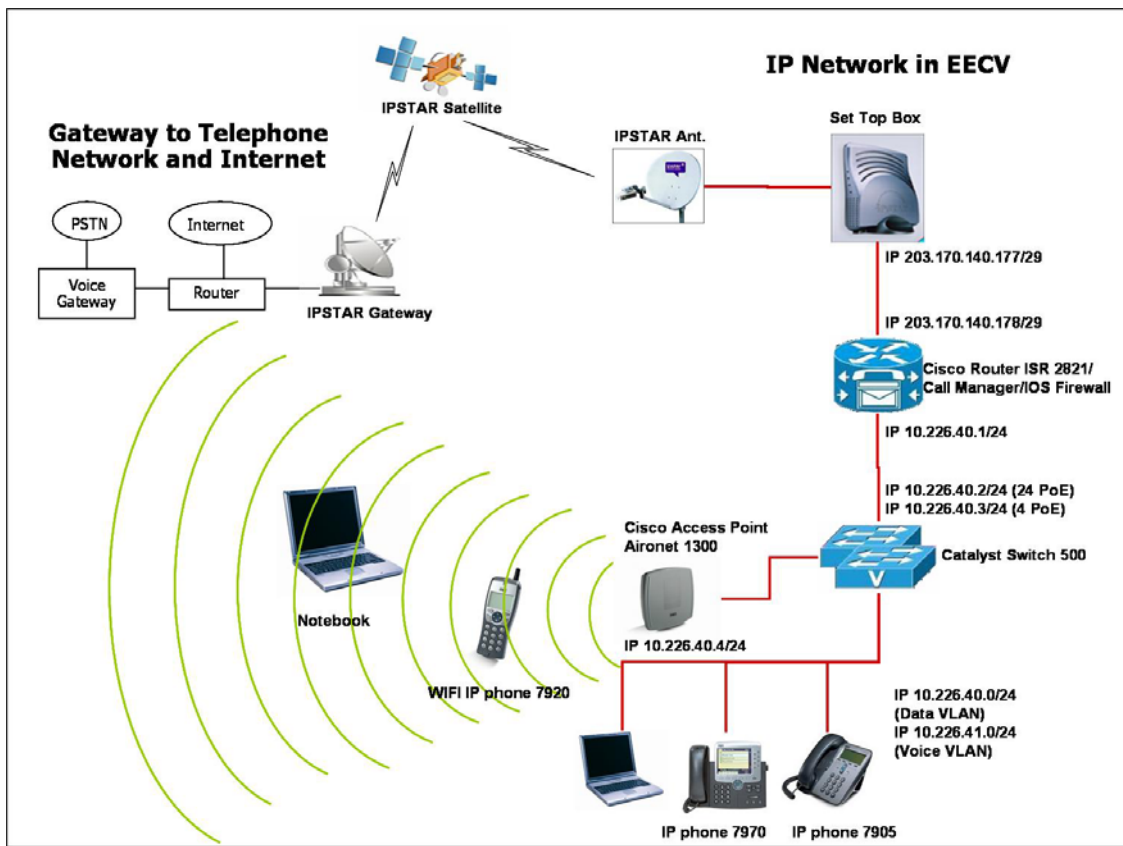 IP Network in EECV
IPSTAR Satellite
Gateway to Telephone
Network and Internet
IPSTAR Ant.
Set Top Box
PSTN
Internet
Voice
Gateway
Router
IPSTAR Gateway
IP 203.170.140.177/29
IP 203.170.140.178/29
Cisco Router ISR 2821/
Call Manager/IOS Firewall
IP 10.226.40.1/24
IP 10.226.40.2/24 (24 PoE)
IP 10.226.40.3/24 (4 PoE)
Cisco Access Point
Aironet 1300
Catalyst Switch 500
V
Notebook
IP 10.226.40.4/24
WIFI IP phone 7920
IP 10.226.40.0/24
(Data VLAN)
IP 10.226.41.0/24
(Voice VLAN)
IP phone 7970
IP phone 7905